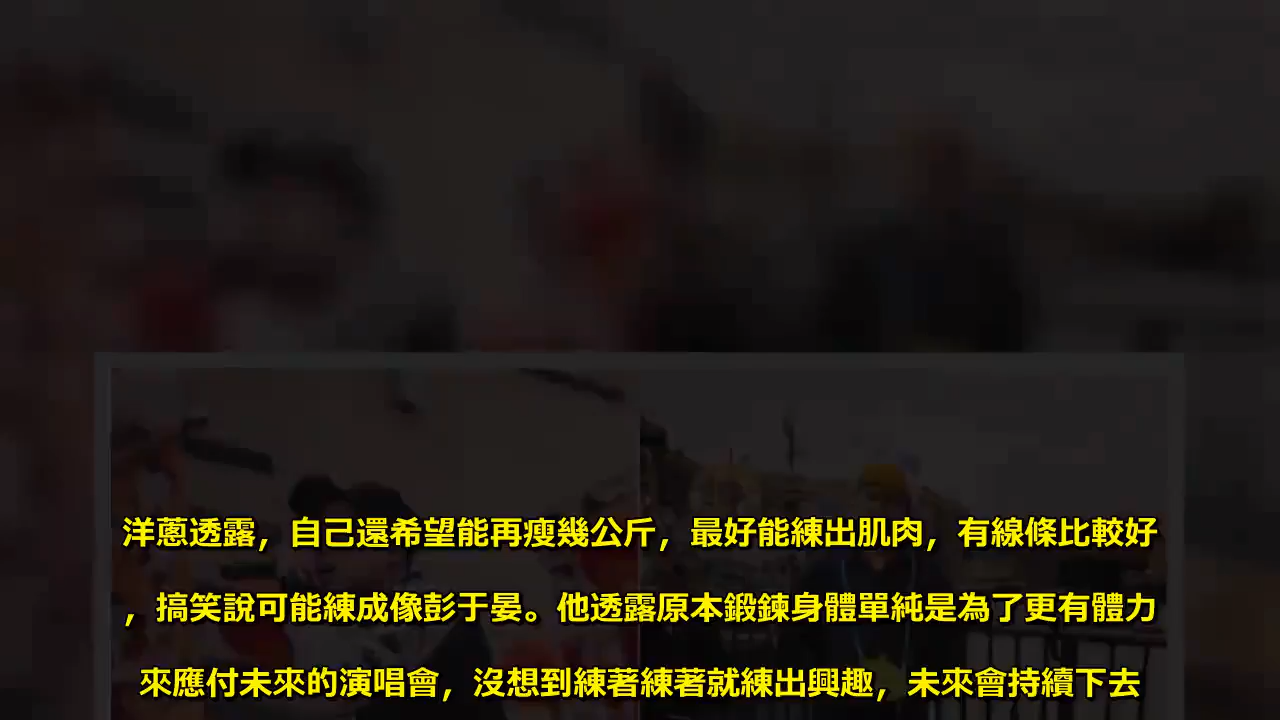 洋蔥透露，自己還希望能再瘦幾公斤，最好能練出肌肉，有線條比較好
，搞笑說可能練成像彭于晏。他透露原本鍛鍊身體單純是為了更有體力
來應付未來的演唱會，沒想到練著練著就練出興趣，未來會持續下去